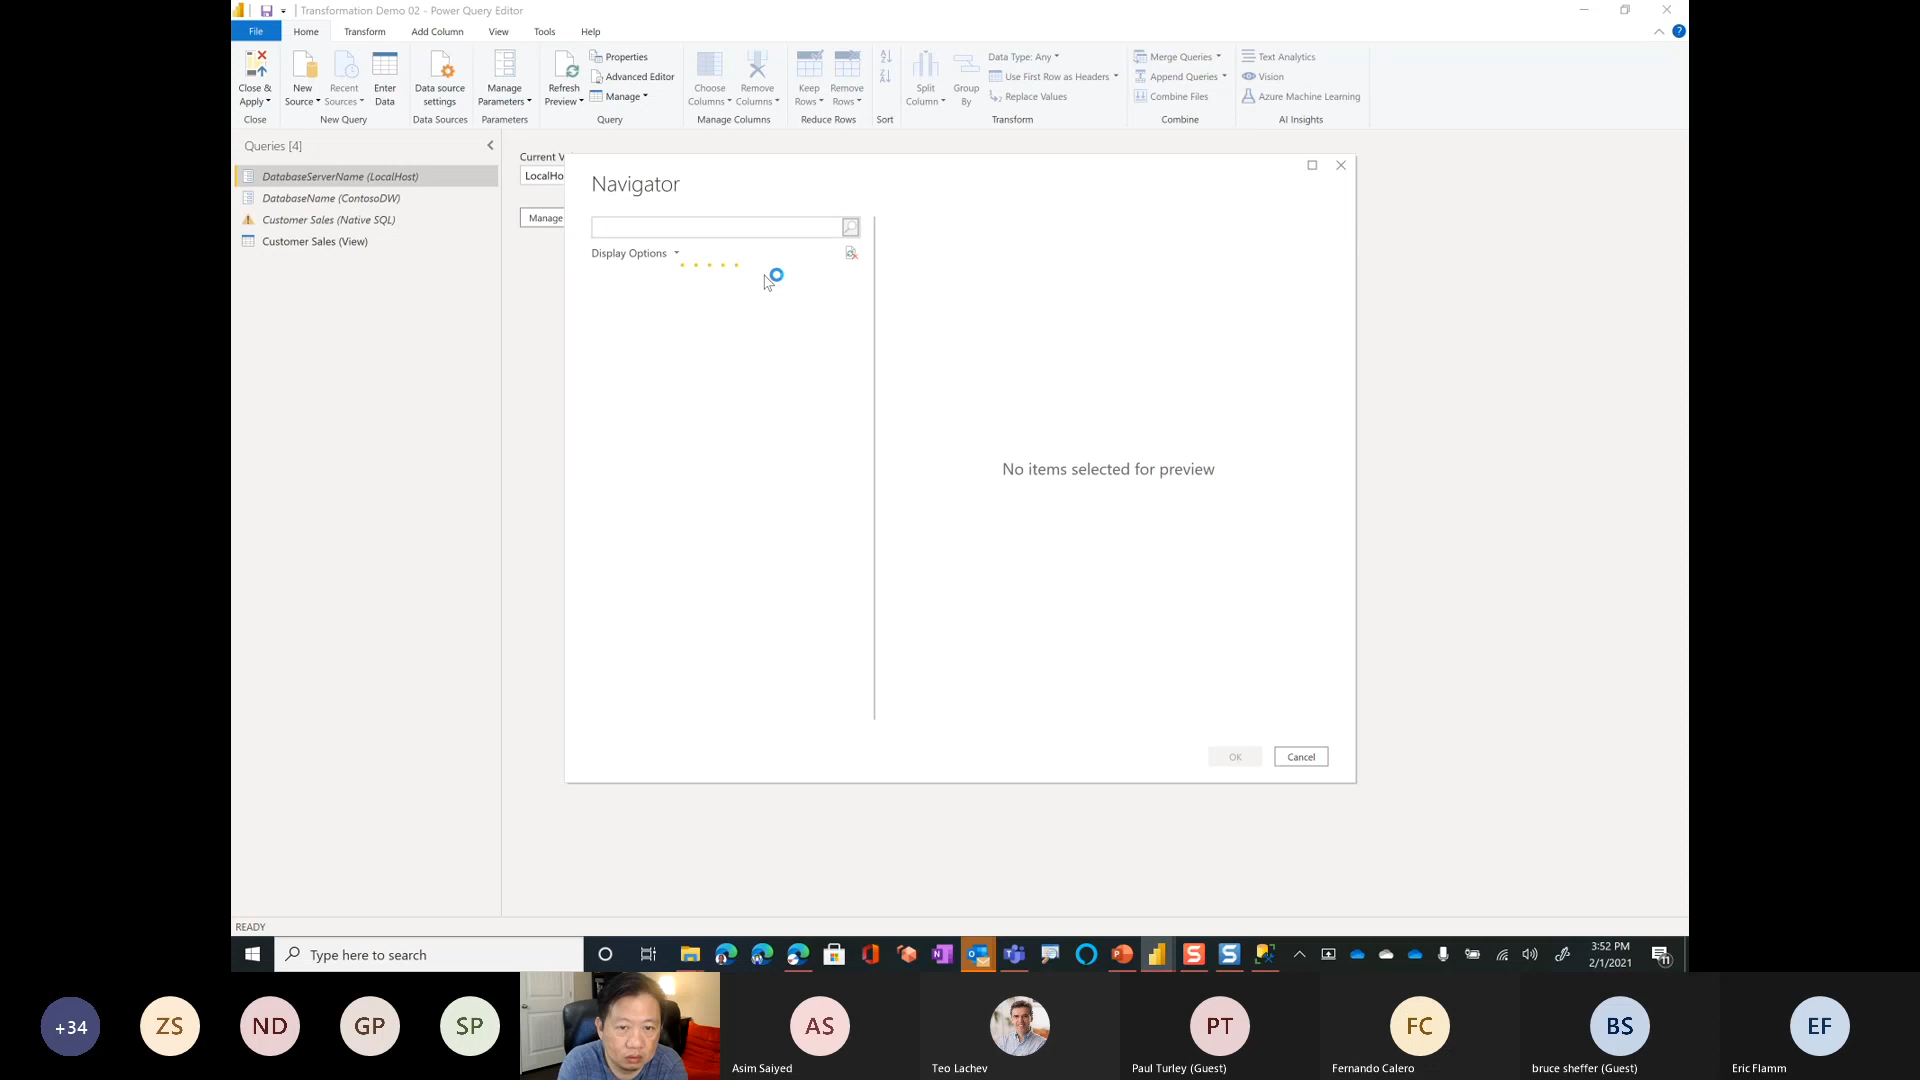 Transformation Demo 02 - Power Query Editor
File Home Transform Add Column View Tools Help
Close & Apply
New Source
Recent Sources
Enter Data
Data source settings
Manage Parameters
Refresh Preview
Properties
Advanced Editor
Manage
Choose Columns
Remove Columns
Keep Rows
Remove Rows
Split Column
Group By
Data Type: Any
Use First Row as Headers
Replace Values
Merge Queries
Append Queries
Combine Files
Text Analytics
Vision
Azure Machine Learning
Close New Query Data Sources Parameters Query Manage Columns Reduce Rows Sort Transform Combine AI Insights
Queries [4]
DatabaseServerName (LocalHost)
DatabaseName (ContosoDW)
Customer Sales (Native SQL)
Customer Sales (View)
Current V
LocalHo
Manage
Navigator
Display Options
No items selected for preview
OK Cancel
READY
Type here to search
3:52 PM
2/1/2021
11
+34 ZS ND GP SP AS PT FC BS EF
Asim Saiyed Teo Lachev Paul Turley (Guest) Fernando Calero bruce sheffer (Guest) Eric Flamm